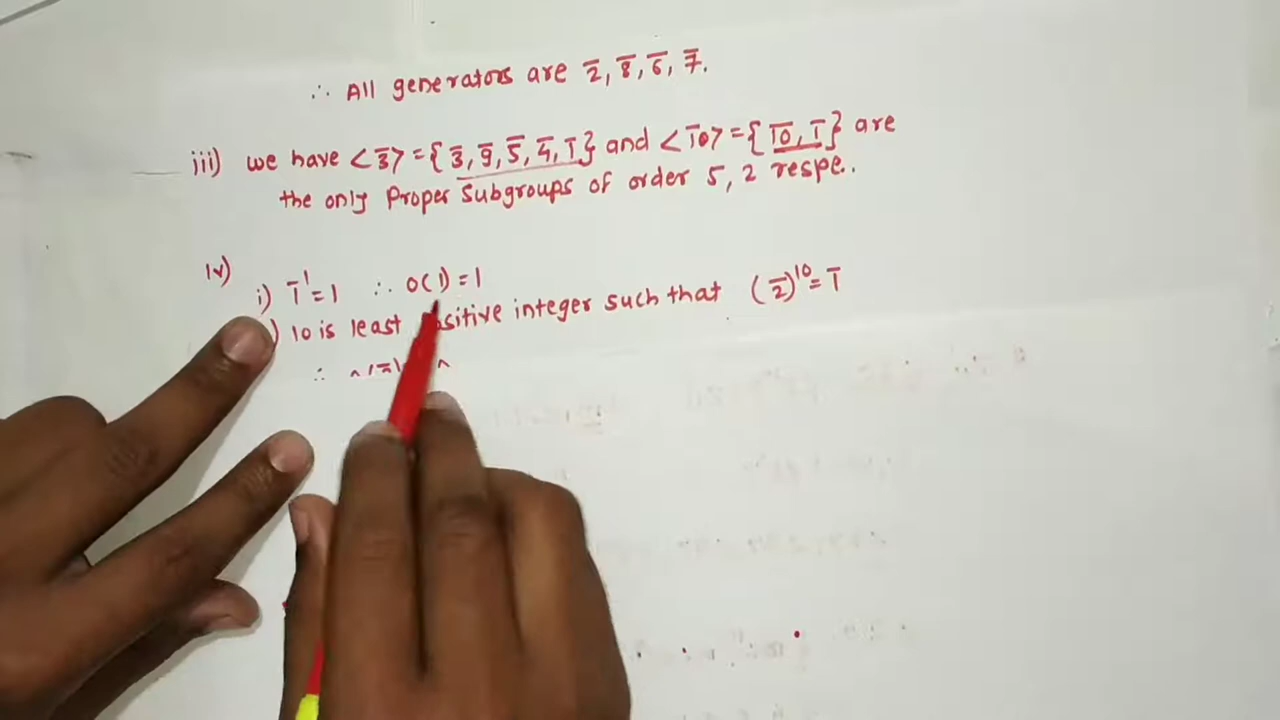 ∴ All generators are 2̅, 8̅, 6̅, 7̅.
iii) we have <3̅> = {3̅, 9̅, 5̅, 4̅, 1̅} and <1̅0̅> = {1̅0̅, 1̅} are
the only Proper Subgroups of order 5, 2 respe..
iv)
i) 1̅¹ = 1 ∴ O(1) = 1
) 10 is least positive integer such that (2̅)¹⁰ = 1̅
∴